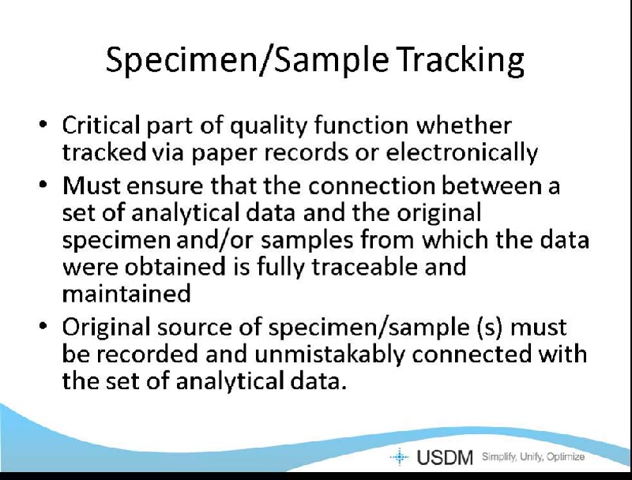 Specimen/Sample Tracking
• Critical part of quality function whether
tracked via paper records or electronically
• Must ensure that the connection between a
set of analytical data and the original
specimen and/or samples from which the data
were obtained is fully traceable and
maintained
• Original source of specimen/sample (s) must
be recorded and unmistakably connected with
the set of analytical data.
USDM Simplify, Unify, Optimize